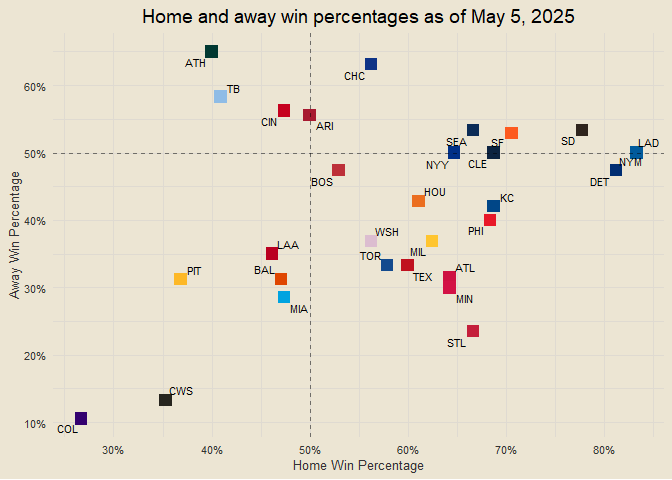 Home and away win percentages as of May 5, 2025
Away Win Percentage
60%
50%
40%
30%
20%
10%
ATH
TB
CHC
CIN
ARI
SEA
SF
SD
LAD
NYY
CLE
NYM
BOS
DET
HOU
KC
PHI
WSH
MIL
TOR
LAA
BAL
PIT
TEX
ATL
MIN
MIA
STL
CWS
COL
30%
40%
50%
60%
70%
80%
Home Win Percentage